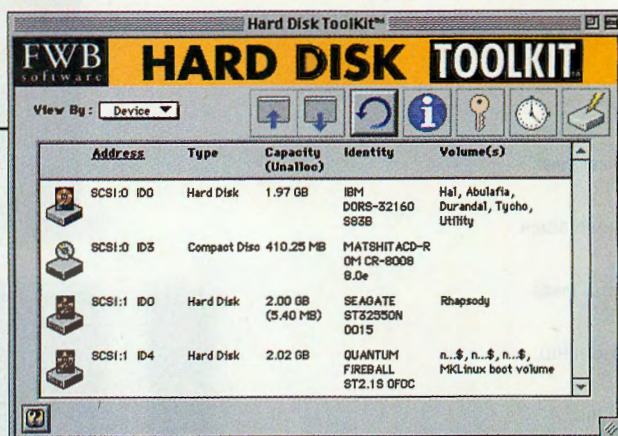 Hard Disk ToolKit™
FWB software HARD DISK TOOLKIT™
View By: Device
Address Type Capacity (Unalloc) Identity Volume(s)
SCSI:0 ID0 Hard Disk 1.97 GB IBM DORS-32160 S83B Hal, Abulafia, Durandal, Tycho, Utility
SCSI:0 ID3 Compact Disc 410.25 MB MATSHITACD-ROM CR-8008 8.0e
SCSI:1 ID0 Hard Disk 2.00 GB (5.40 MB) SEAGATE ST32550N 0015 Rhapsody
SCSI:1 ID4 Hard Disk 2.02 GB QUANTUM FIREBALL ST2.1S 0F0C n...$, n...$, n...$, MKLinux boot volume
?